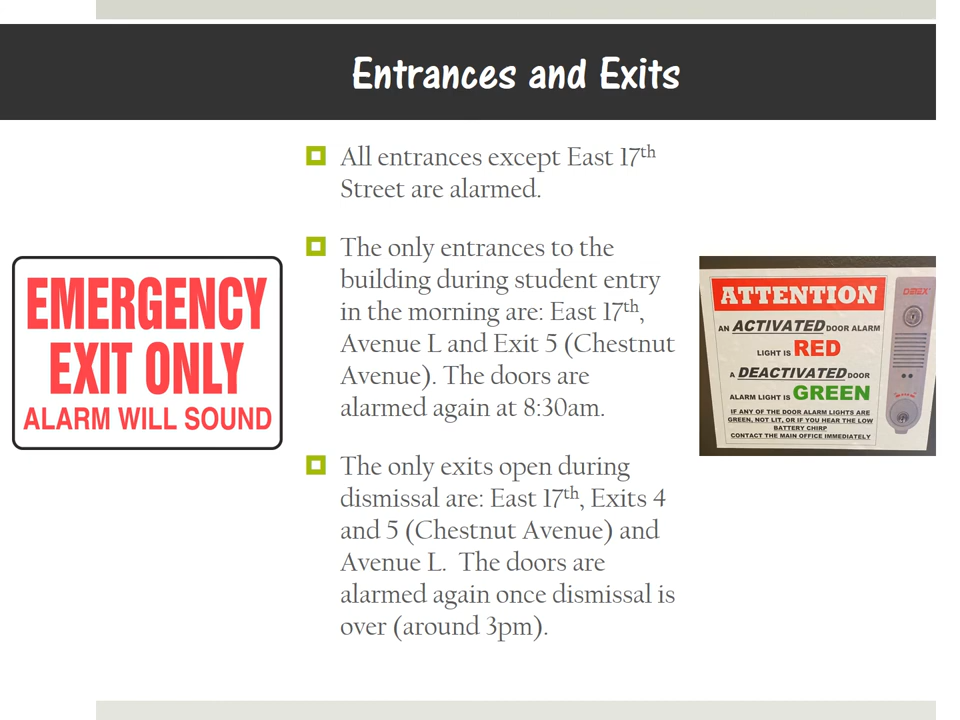 Entrances and Exits
All entrances except East 17th
Street are alarmed.
The only entrances to the
building during student entry
in the morning are: East 17th,
Avenue L and Exit 5 (Chestnut
Avenue). The doors are
alarmed again at 8:30am.
The only exits open during
dismissal are: East 17th, Exits 4
and 5 (Chestnut Avenue) and
Avenue L. The doors are
alarmed again once dismissal is
over (around 3pm).
EMERGENCY
EXIT ONLY
ALARM WILL SOUND
ATTENTION
AN ACTIVATED DOOR ALARM
LIGHT IS RED
A DEACTIVATED DOOR
ALARM LIGHT IS GREEN
IF ANY OF THE DOOR ALARM LIGHTS ARE
GREEN, NOT LIT, OR IF YOU HEAR THE LOW
BATTERY CHIRP
CONTACT THE MAIN OFFICE IMMEDIATELY